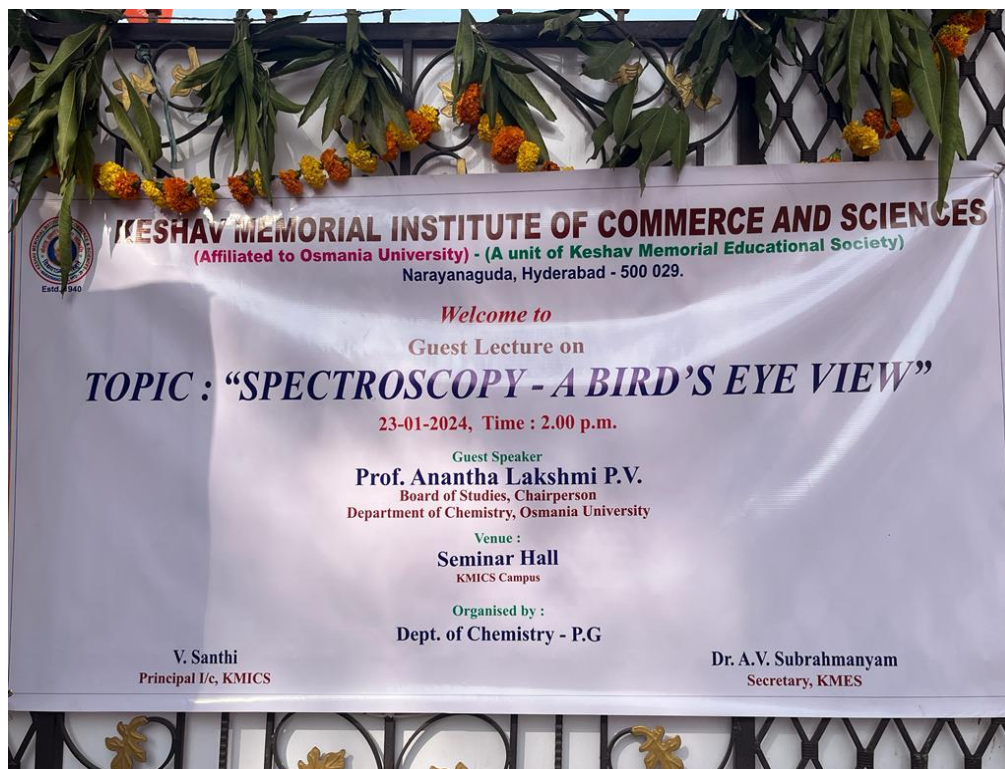 KESHAV MEMORIAL INSTITUTE OF COMMERCE AND SCIENCES
(Affiliated to Osmania University) - (A unit of Keshav Memorial Educational Society)
Narayanaguda, Hyderabad - 500 029.
Estd. 1940
Welcome to
Guest Lecture on
TOPIC : “SPECTROSCOPY - A BIRD’S EYE VIEW”
23-01-2024, Time : 2.00 p.m.
Guest Speaker
Prof. Anantha Lakshmi P.V.
Board of Studies, Chairperson
Department of Chemistry, Osmania University
Venue :
Seminar Hall
KMICS Campus
Organised by :
Dept. of Chemistry - P.G
V. Santhi
Principal I/c, KMICS
Dr. A.V. Subrahmanyam
Secretary, KMES